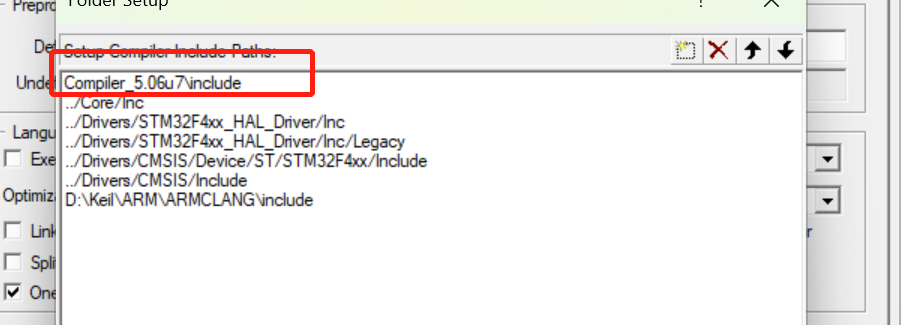 Prepro
Folder Setup
Def
Setup Compiler Include Paths:
Undef
Compiler_5.06u7\include
../Core/Inc
../Drivers/STM32F4xx_HAL_Driver/Inc
Langu
../Drivers/STM32F4xx_HAL_Driver/Inc/Legacy
Exe
../Drivers/CMSIS/Device/ST/STM32F4xx/Include
../Drivers/CMSIS/Include
Optimiza
D:\Keil\ARM\ARMCLANG\include
Link
r
Spli
One